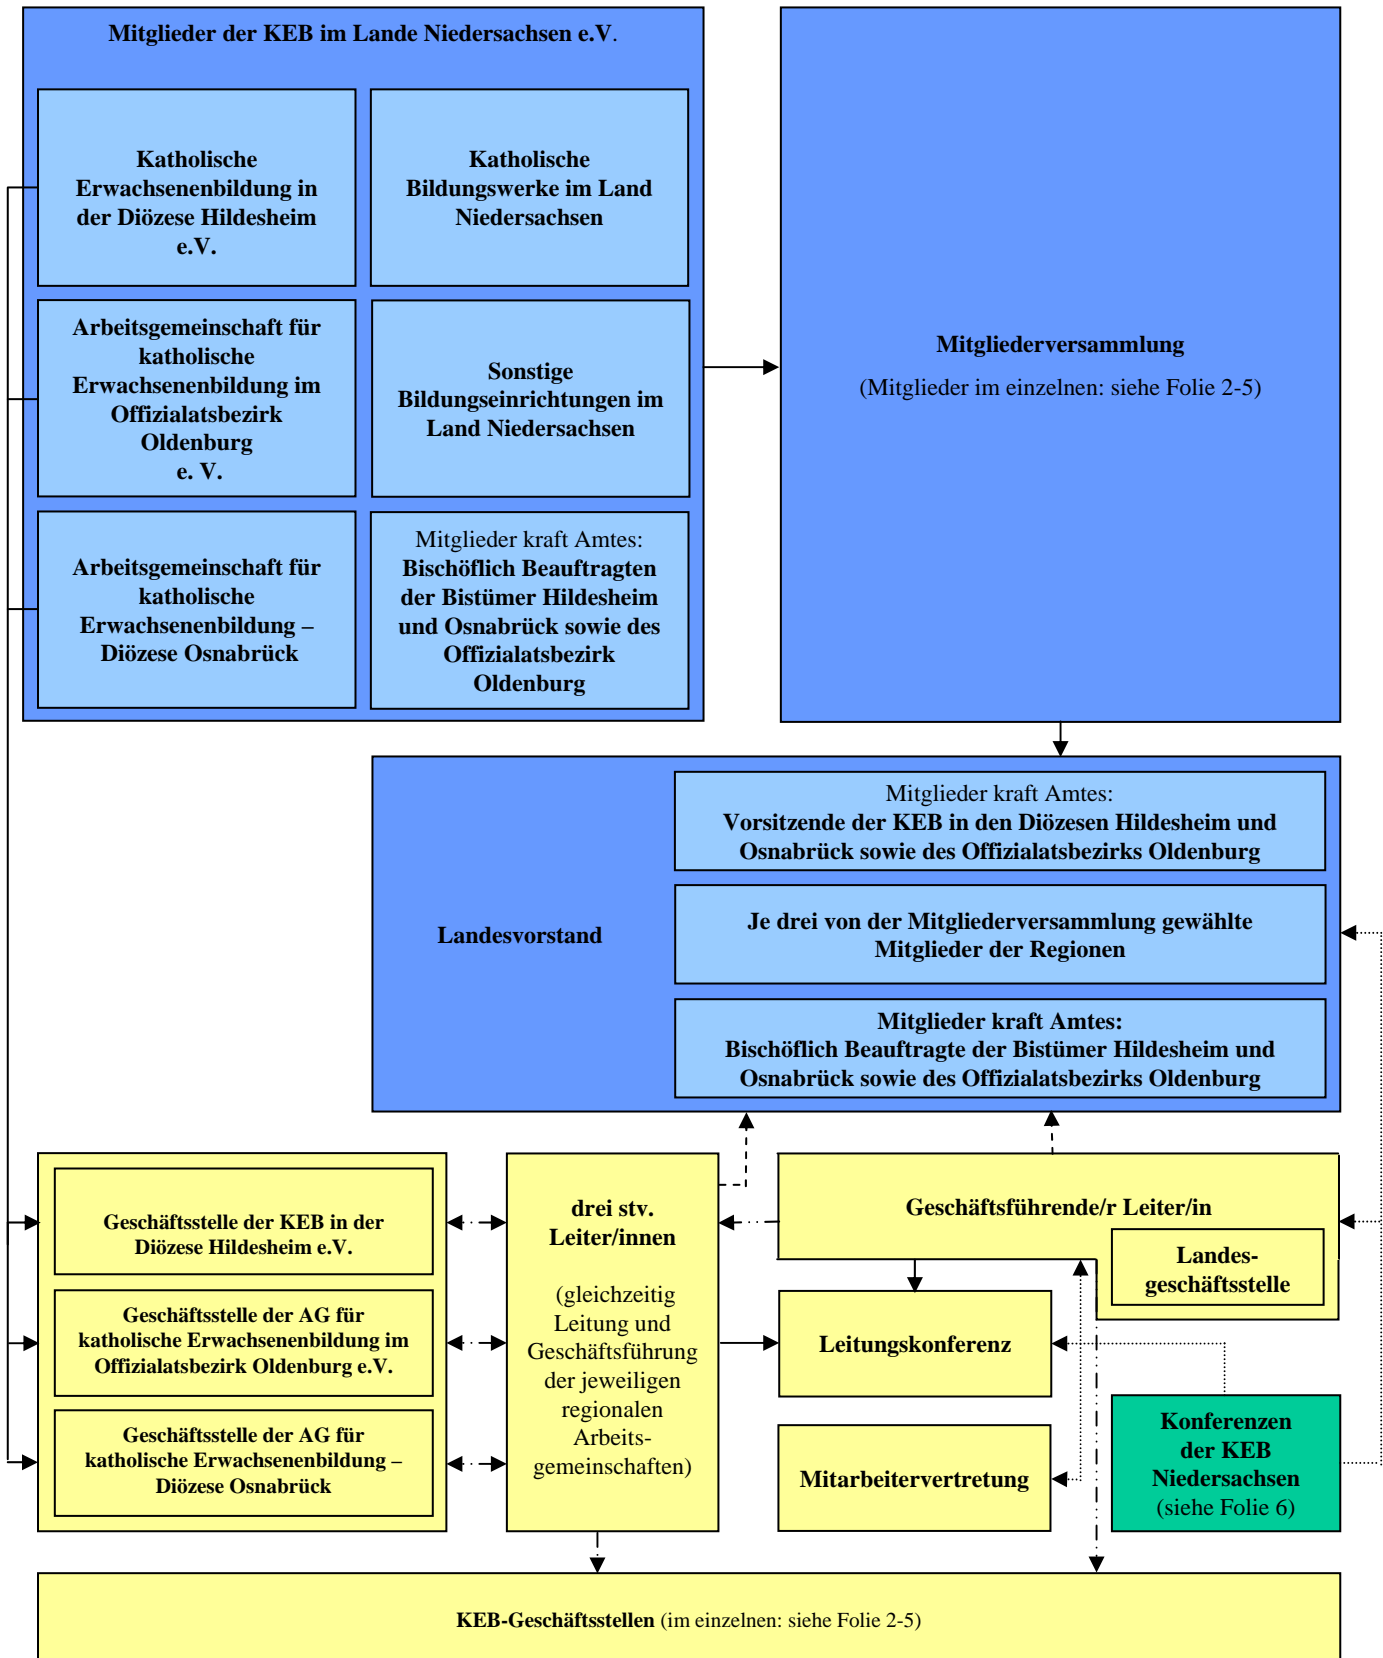 Mitglieder der KEB im Lande Niedersachsen e.V.
Katholische
Erwachsenenbildung in
der Diözese Hildesheim
e.V.
Katholische
Bildungswerke im Land
Niedersachsen
Arbeitsgemeinschaft für
katholische
Erwachsenenbildung im
Offizialatsbezirk
Oldenburg
e. V.
Sonstige
Bildungseinrichtungen im
Land Niedersachsen
Arbeitsgemeinschaft für
katholische
Erwachsenenbildung –
Diözese Osnabrück
Mitglieder kraft Amtes:
Bischöflich Beauftragten
der Bistümer Hildesheim
und Osnabrück sowie des
Offizialatsbezirk
Oldenburg
Mitgliederversammlung
(Mitglieder im einzelnen: siehe Folie 2-5)
Landesvorstand
Mitglieder kraft Amtes:
Vorsitzende der KEB in den Diözesen Hildesheim und
Osnabrück sowie des Offizialatsbezirks Oldenburg
Je drei von der Mitgliederversammlung gewählte
Mitglieder der Regionen
Mitglieder kraft Amtes:
Bischöflich Beauftragte der Bistümer Hildesheim und
Osnabrück sowie des Offizialatsbezirks Oldenburg
Geschäftsstelle der KEB in der
Diözese Hildesheim e.V.
Geschäftsstelle der AG für
katholische Erwachsenenbildung im
Offizialatsbezirk Oldenburg e.V.
Geschäftsstelle der AG für
katholische Erwachsenenbildung –
Diözese Osnabrück
drei stv.
Leiter/innen
(gleichzeitig
Leitung und
Geschäftsführung
der jeweiligen
regionalen
Arbeits-
gemeinschaften)
Geschäftsführende/r Leiter/in
Landes-
geschäftsstelle
Leitungskonferenz
Mitarbeitervertretung
Konferenzen
der KEB
Niedersachsen
(siehe Folie 6)
KEB-Geschäftsstellen (im einzelnen: siehe Folie 2-5)